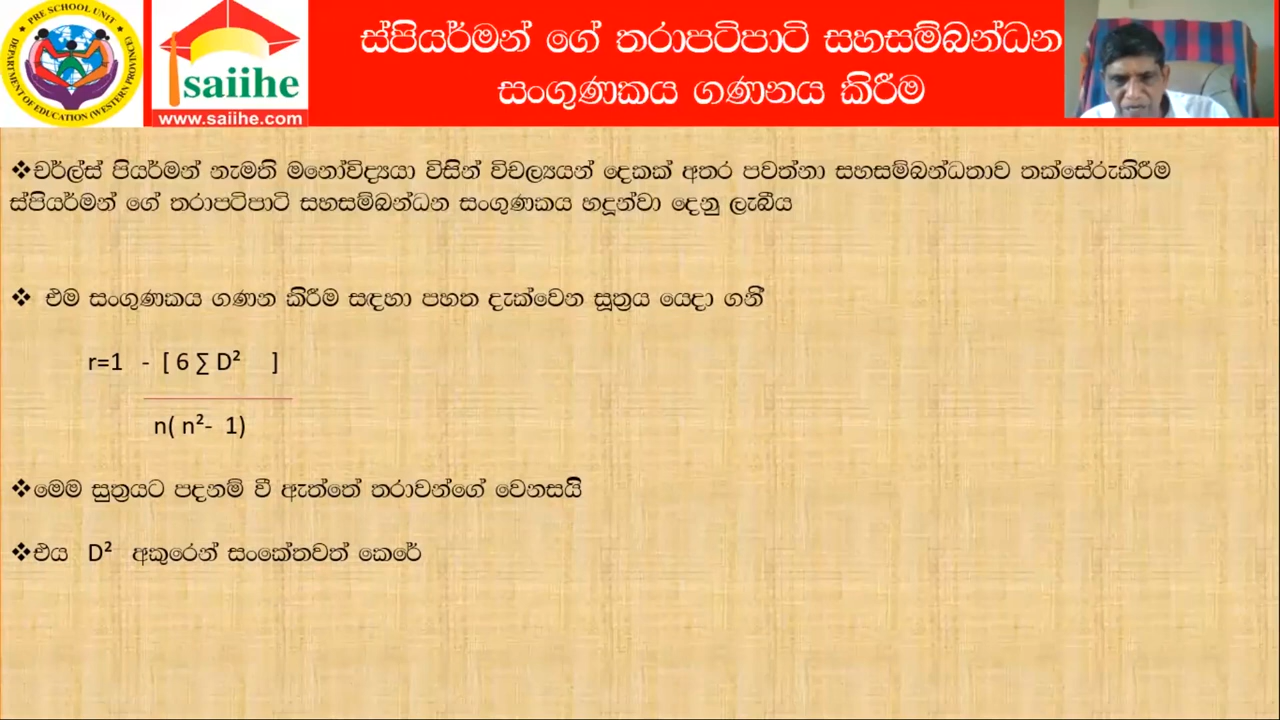 PRE SCHOOL UNIT
DEPARTMENT OF EDUCATION (WESTERN PROVINCE)
saiihe
www.saiihe.com
ස්පියර්මන් ගේ තරාපටිපාටි සහසම්බන්ධන
සංගුණකය ගණනය කිරීම
❖චර්ල්ස් පියර්මන් නැමති මනෝවිද්‍යයා විසින් විචල්‍යයන් දෙකක් අතර පවත්නා සහසම්බන්ධතාව තක්සේරුකිරීම
ස්පියර්මන් ගේ තරාපටිපාටි සහසම්බන්ධන සංගුණකය හදූන්වා දෙනු ලැබීය
❖ එම සංගුණකය ගණන කිරීම සඳහා පහත දැක්වෙන සූත්‍රය යෙදා ගනී
r=1 - [ 6 ∑ D² ]
n( n²- 1)
❖මෙම සුත්‍රයට පදනම් වී ඇත්තේ තරාවන්ගේ වෙනසයි
❖එය D² අකුරෙන් සංකේතවත් කෙරේ